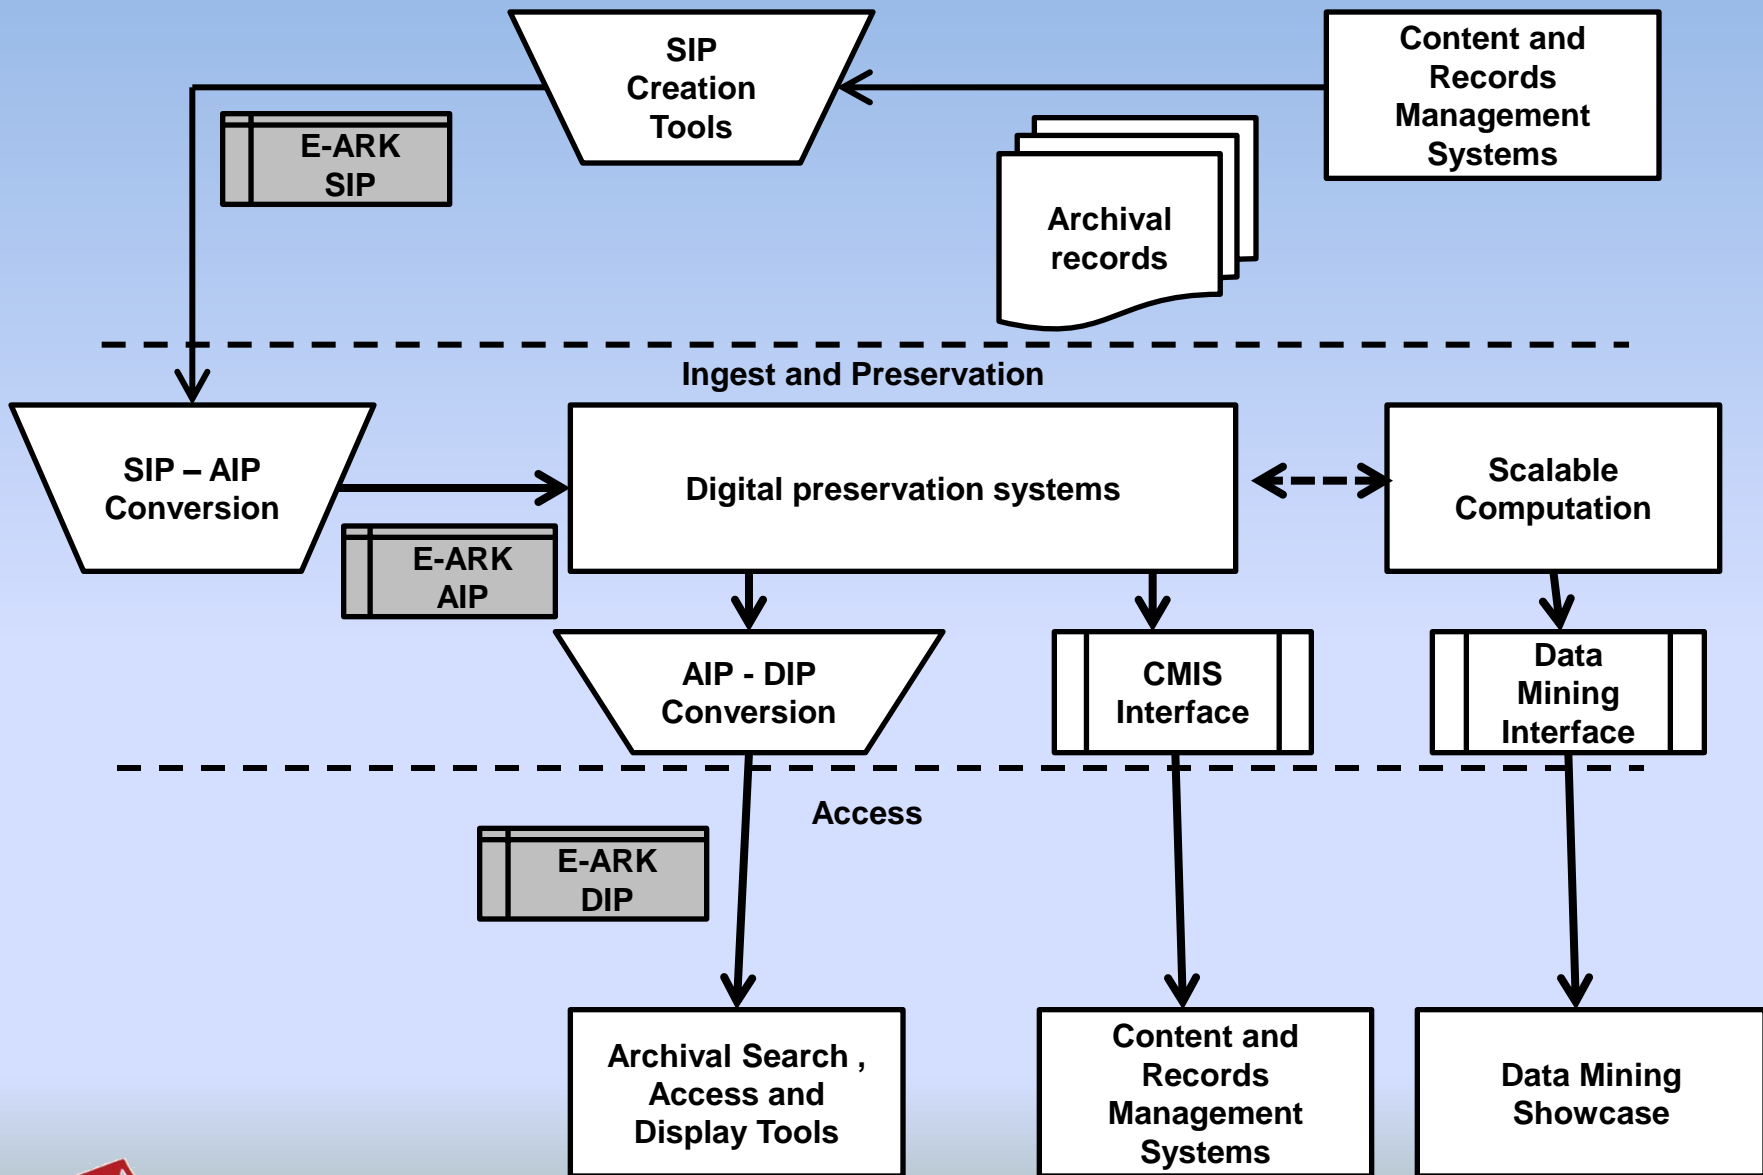 SIP
Creation
Tools
Content and
Records
Management
Systems
E-ARK
SIP
Archival
records
Ingest and Preservation
SIP – AIP
Conversion
Digital preservation systems
Scalable
Computation
E-ARK
AIP
AIP - DIP
Conversion
CMIS
Interface
Data
Mining
Interface
Access
E-ARK
DIP
Archival Search ,
Access and
Display Tools
Content and
Records
Management
Systems
Data Mining
Showcase